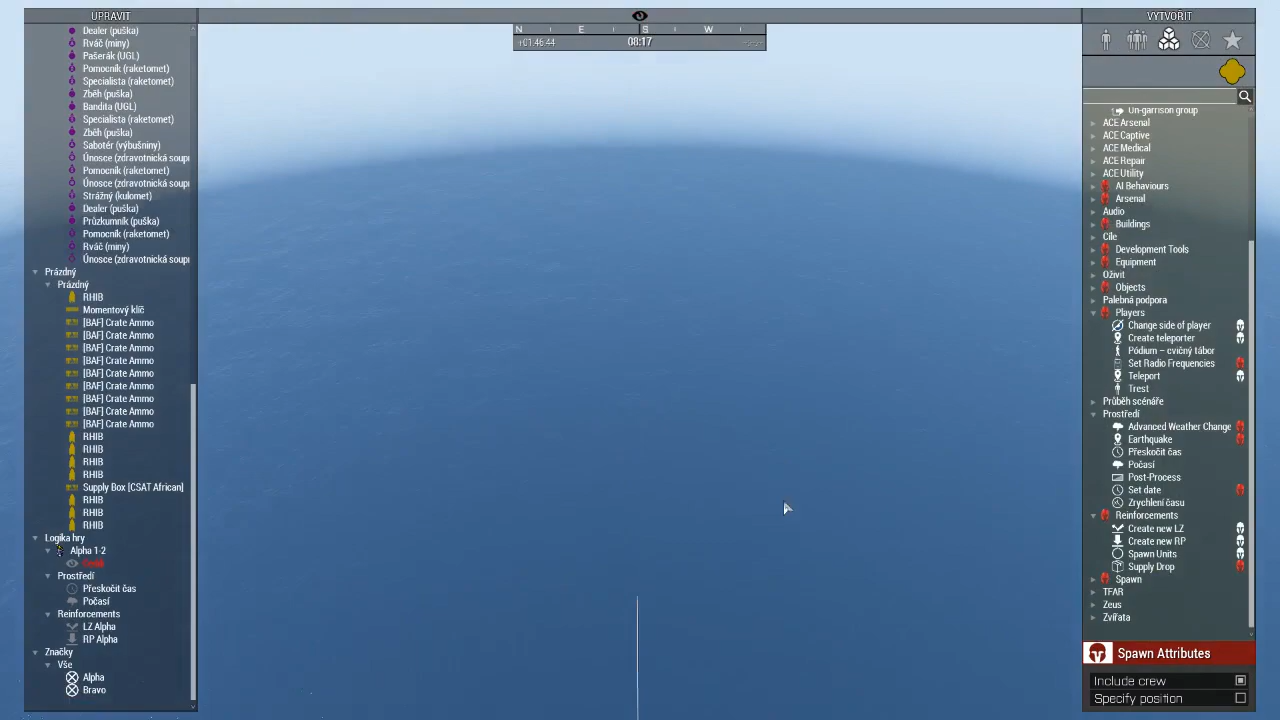 UPRAVIT
Dealer (puška)
Rváč (miny)
Pašerák (UGL)
Pomocník (raketomet)
Specialista (raketomet)
Zběh (puška)
Bandita (UGL)
Specialista (raketomet)
Zběh (puška)
Sabotér (výbušniny)
Únosce (zdravotnická soupr
Pomocník (raketomet)
Únosce (zdravotnická soupr
Strážný (kulomet)
Dealer (puška)
Průzkumník (puška)
Pomocník (raketomet)
Rváč (miny)
Únosce (zdravotnická soupr
Prázdný
Prázdný
RHIB
Momentový klíč
[BAF] Crate Ammo
[BAF] Crate Ammo
[BAF] Crate Ammo
[BAF] Crate Ammo
[BAF] Crate Ammo
[BAF] Crate Ammo
[BAF] Crate Ammo
[BAF] Crate Ammo
[BAF] Crate Ammo
RHIB
RHIB
RHIB
RHIB
Supply Box [CSAT African]
RHIB
RHIB
RHIB
Logika hry
Alpha 1-2
Prostředí
Přeskočit čas
Počasí
Reinforcements
LZ Alpha
RP Alpha
Značky
Vše
Alpha
Bravo
N E S W
+01:46:44 08:17
VYTVOŘIT
Un-garrison group
ACE Arsenal
ACE Captive
ACE Medical
ACE Repair
ACE Utility
AI Behaviours
Arsenal
Audio
Buildings
Cíle
Development Tools
Equipment
Oživit
Objects
Palebná podpora
Players
Change side of player
Create teleporter
Pódium – cvičný tábor
Set Radio Frequencies
Teleport
Trest
Průběh scénáře
Prostředí
Advanced Weather Change
Earthquake
Přeskočit čas
Počasí
Post-Process
Set date
Zrychlení času
Reinforcements
Create new LZ
Create new RP
Spawn Units
Supply Drop
Spawn
TFAR
Zeus
Zvířata
Spawn Attributes
Include crew
Specify position